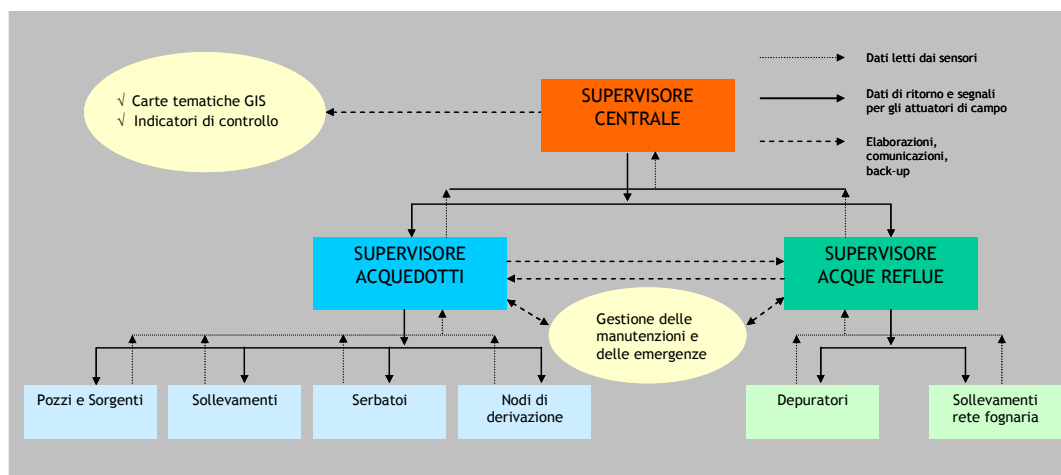 √ Carte tematiche GIS
√ Indicatori di controllo
SUPERVISORE
CENTRALE
Dati letti dai sensori
Dati di ritorno e segnali
per gli attuatori di campo
Elaborazioni,
comunicazioni,
back-up
SUPERVISORE
ACQUEDOTTI
SUPERVISORE
ACQUE REFLUE
Gestione delle
manutenzioni e
delle emergenze
Pozzi e Sorgenti
Sollevamenti
Serbatoi
Nodi di
derivazione
Depuratori
Sollevamenti
rete fognaria